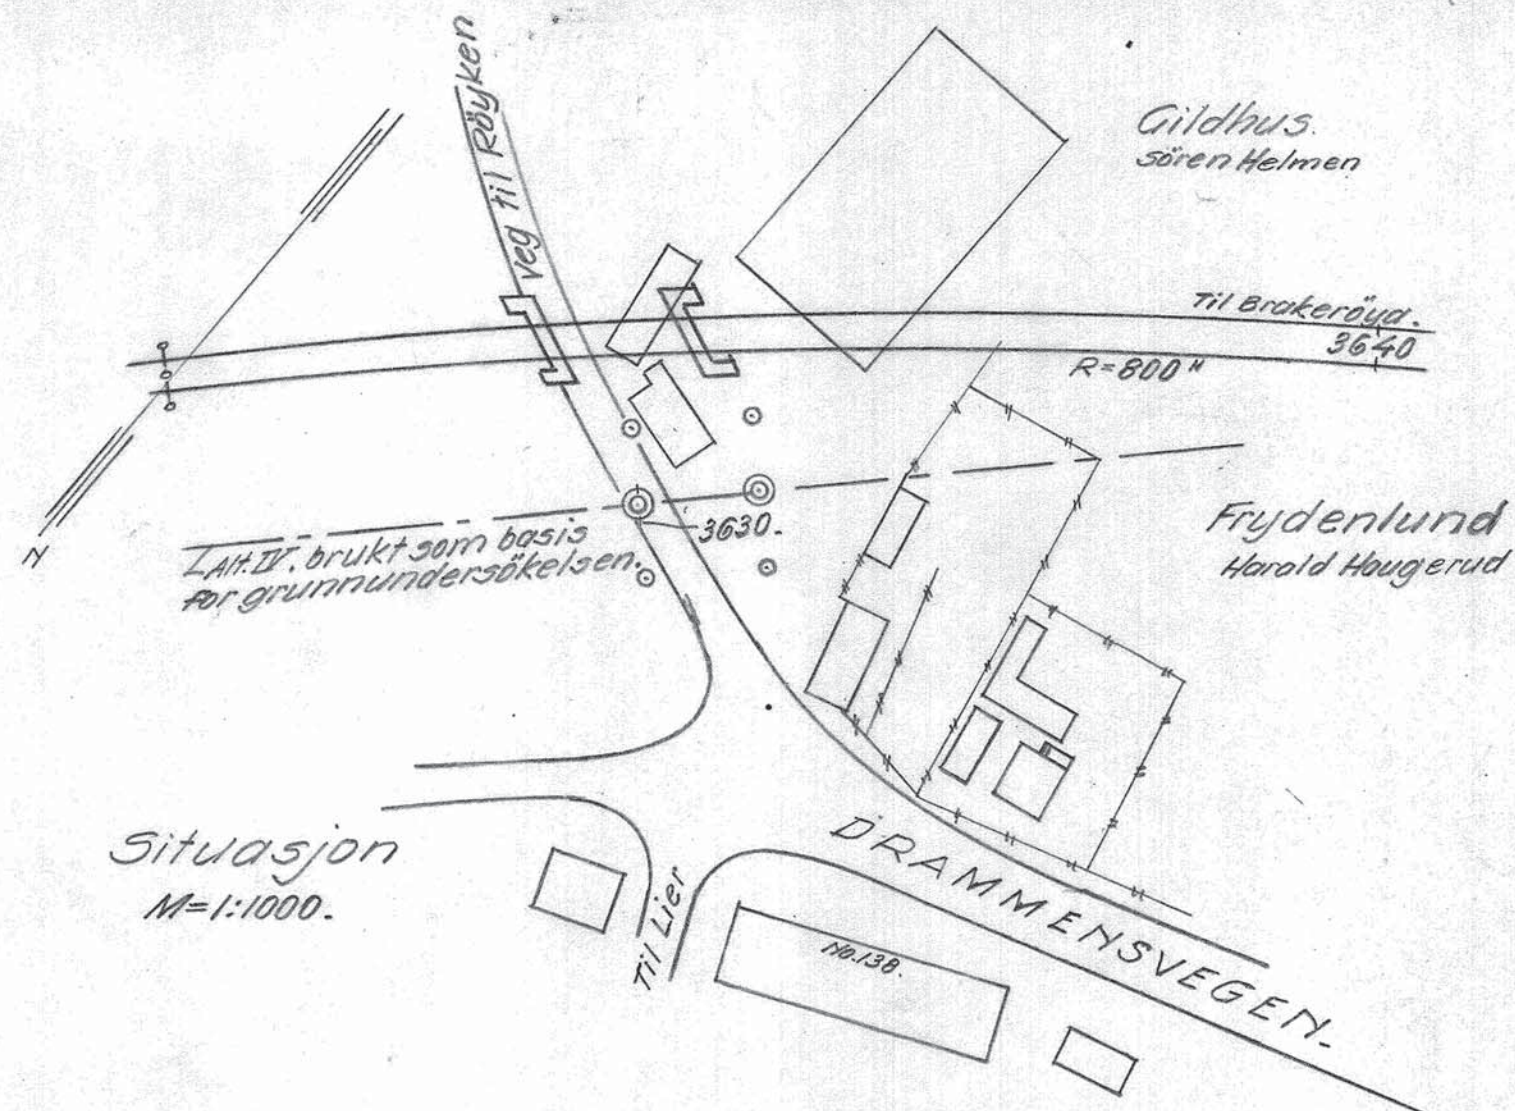 veg til Röyken
Gildhus.
sören Helmen
Til Brakeröya.
3640
R=800 M
N
Alt. IV. brukt som basis
for grunnundersökelsen.
3630.
Frydenlund
Harald Haugerud
Situasjon
M=1:1000.
Til Lier
DRAMMENSVEGEN.
No.138.